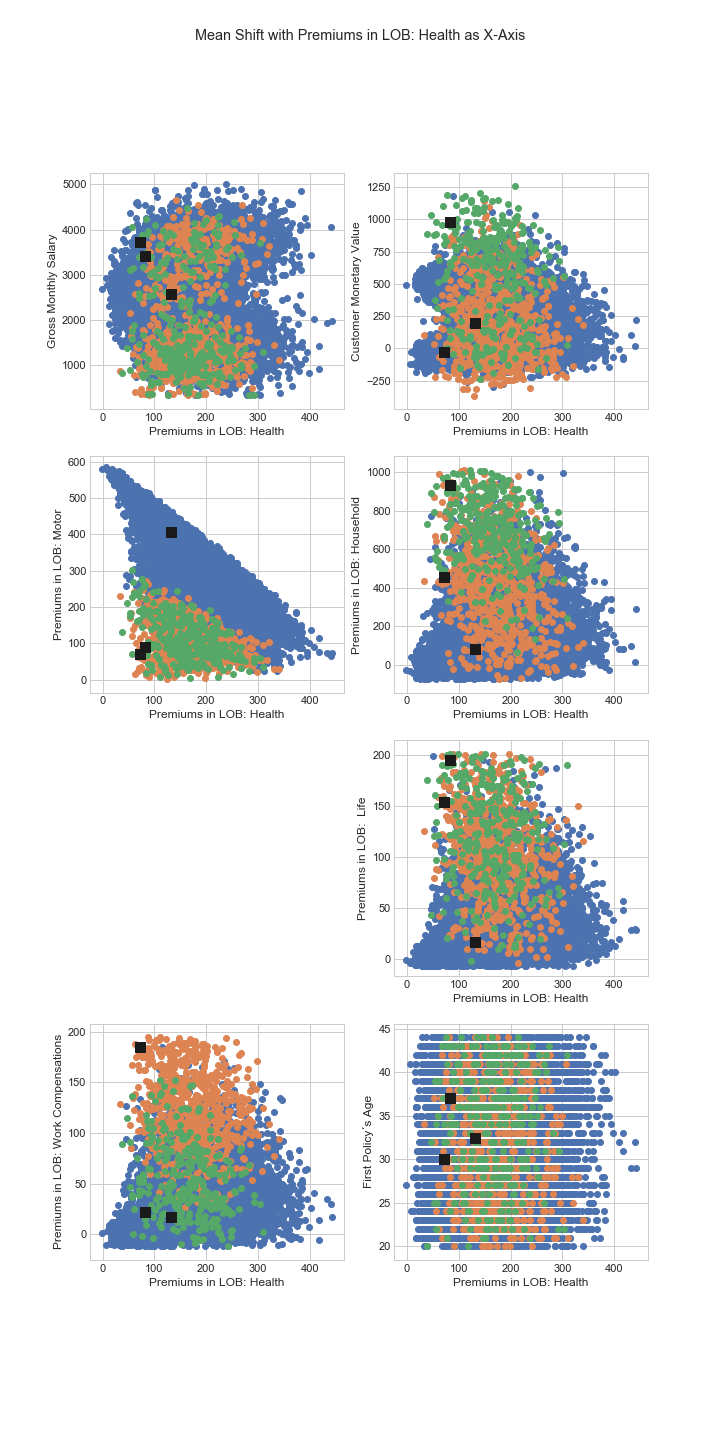 Mean Shift with Premiums in LOB: Health as X-Axis
5000
4000
3000
2000
1000
Gross Monthly Salary
0 100 200 300 400
Premiums in LOB: Health
1250
1000
750
500
250
0
−250
Customer Monetary Value
0 100 200 300 400
Premiums in LOB: Health
600
500
400
300
200
100
0
Premiums in LOB: Motor
0 100 200 300 400
Premiums in LOB: Health
1000
800
600
400
200
0
Premiums in LOB: Household
0 100 200 300 400
Premiums in LOB: Health
200
150
100
50
0
Premiums in LOB:  Life
0 100 200 300 400
Premiums in LOB: Health
200
150
100
50
0
Premiums in LOB: Work Compensations
0 100 200 300 400
Premiums in LOB: Health
45
40
35
30
25
20
First Policy´s Age
0 100 200 300 400
Premiums in LOB: Health